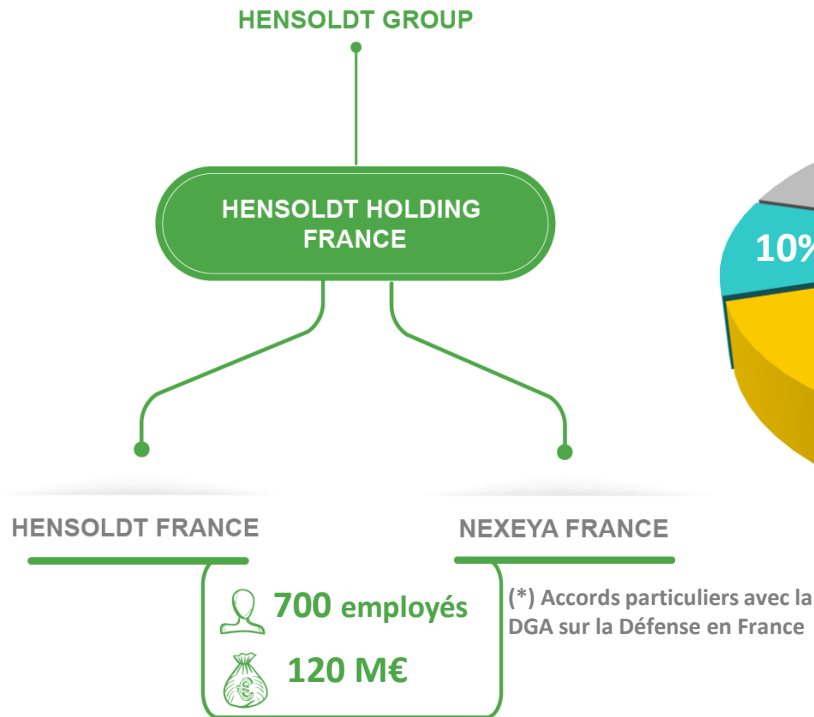 HENSOLDT GROUP
HENSOLDT HOLDING
FRANCE
10%
HENSOLDT FRANCE
NEXEYA FRANCE
700 employés
120 M€
(*) Accords particuliers avec la
DGA sur la Défense en France